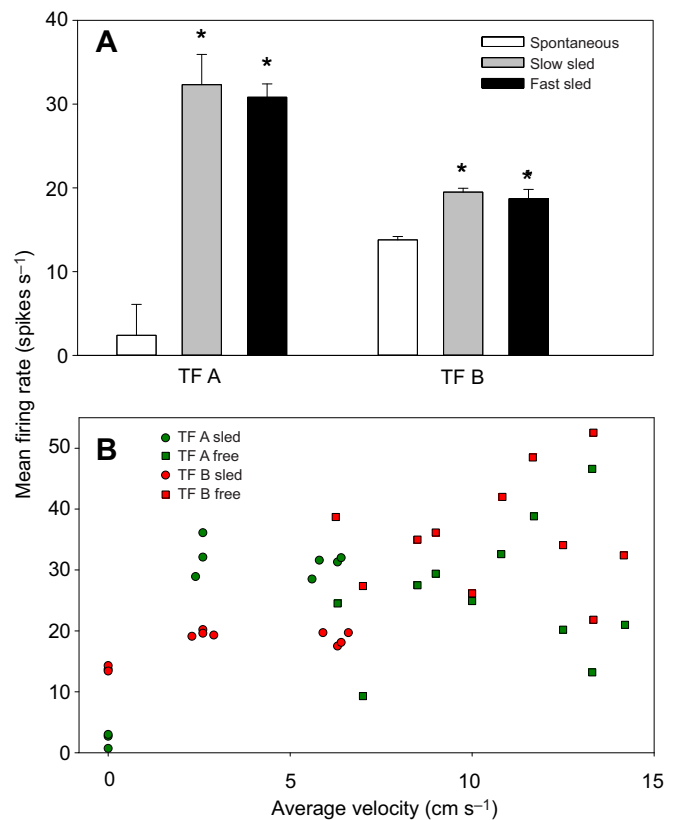 A
Spontaneous
Slow sled
Fast sled
40
30
20
10
0
* * * *
TF A TF B
Mean firing rate (spikes s–1)
B
TF A sled
TF A free
TF B sled
TF B free
50
40
30
20
10
0
0 5 10 15
Average velocity (cm s–1)